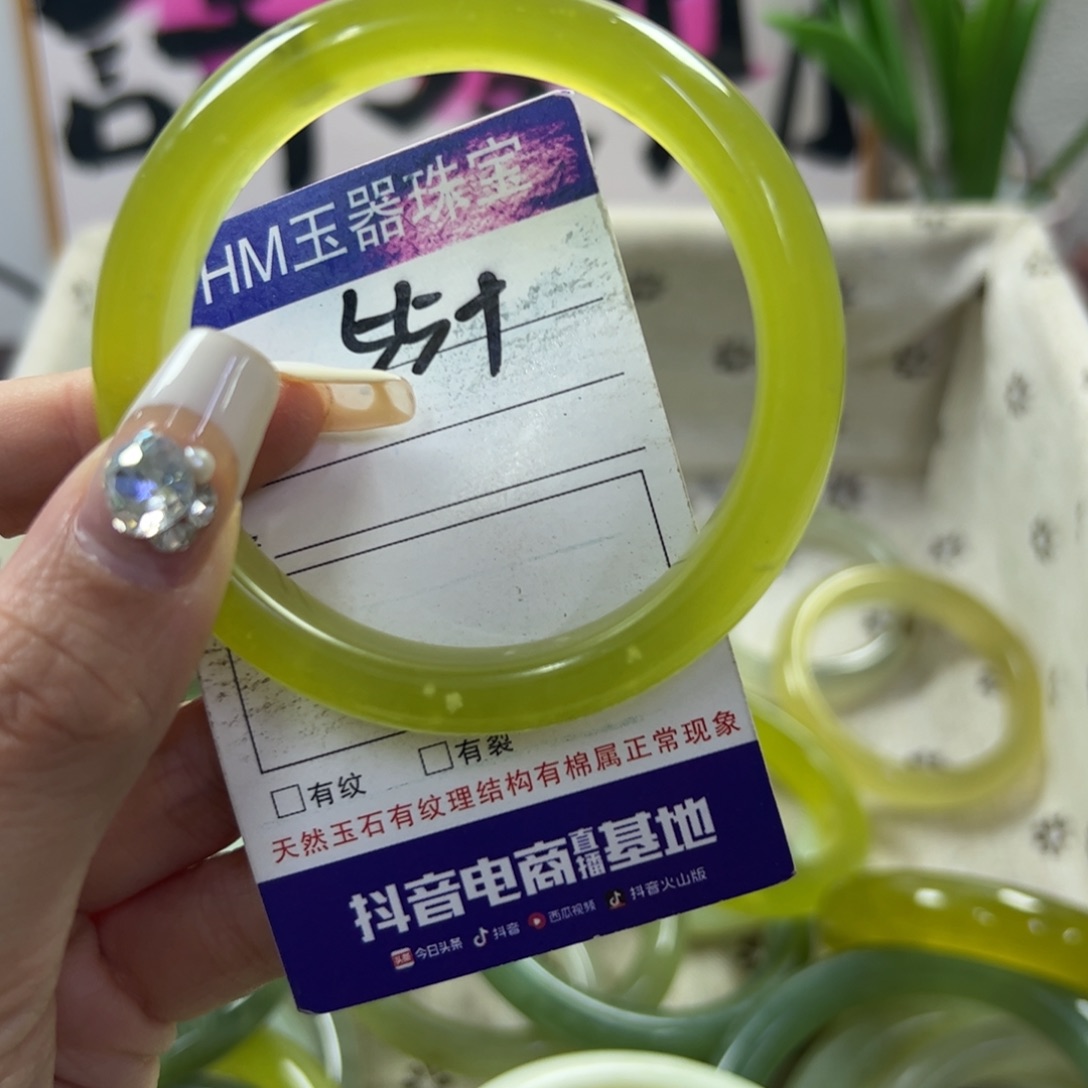 HM玉器珠宝
有纹
有裂
天然玉石有纹理结构有棉属正常现象
抖音电商直播基地
头条 今日头条 抖音 西瓜视频 抖音火山版